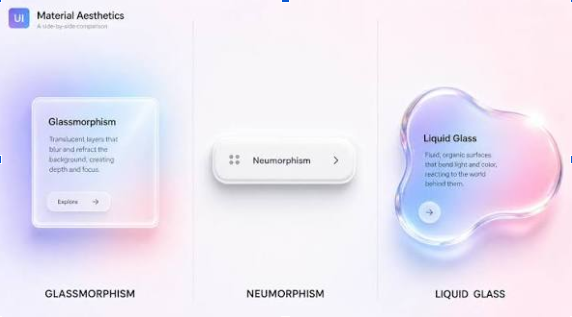 UI
Material Aesthetics
A side-by-side comparison
Glassmorphism
Translucent layers that
blur and refract the
background, creating
depth and focus.
Explore
GLASSMORPHISM
Neumorphism
NEUMORPHISM
Liquid Glass
Fluid, organic surfaces
that bend light and color,
reacting to the world
behind them.
LIQUID GLASS